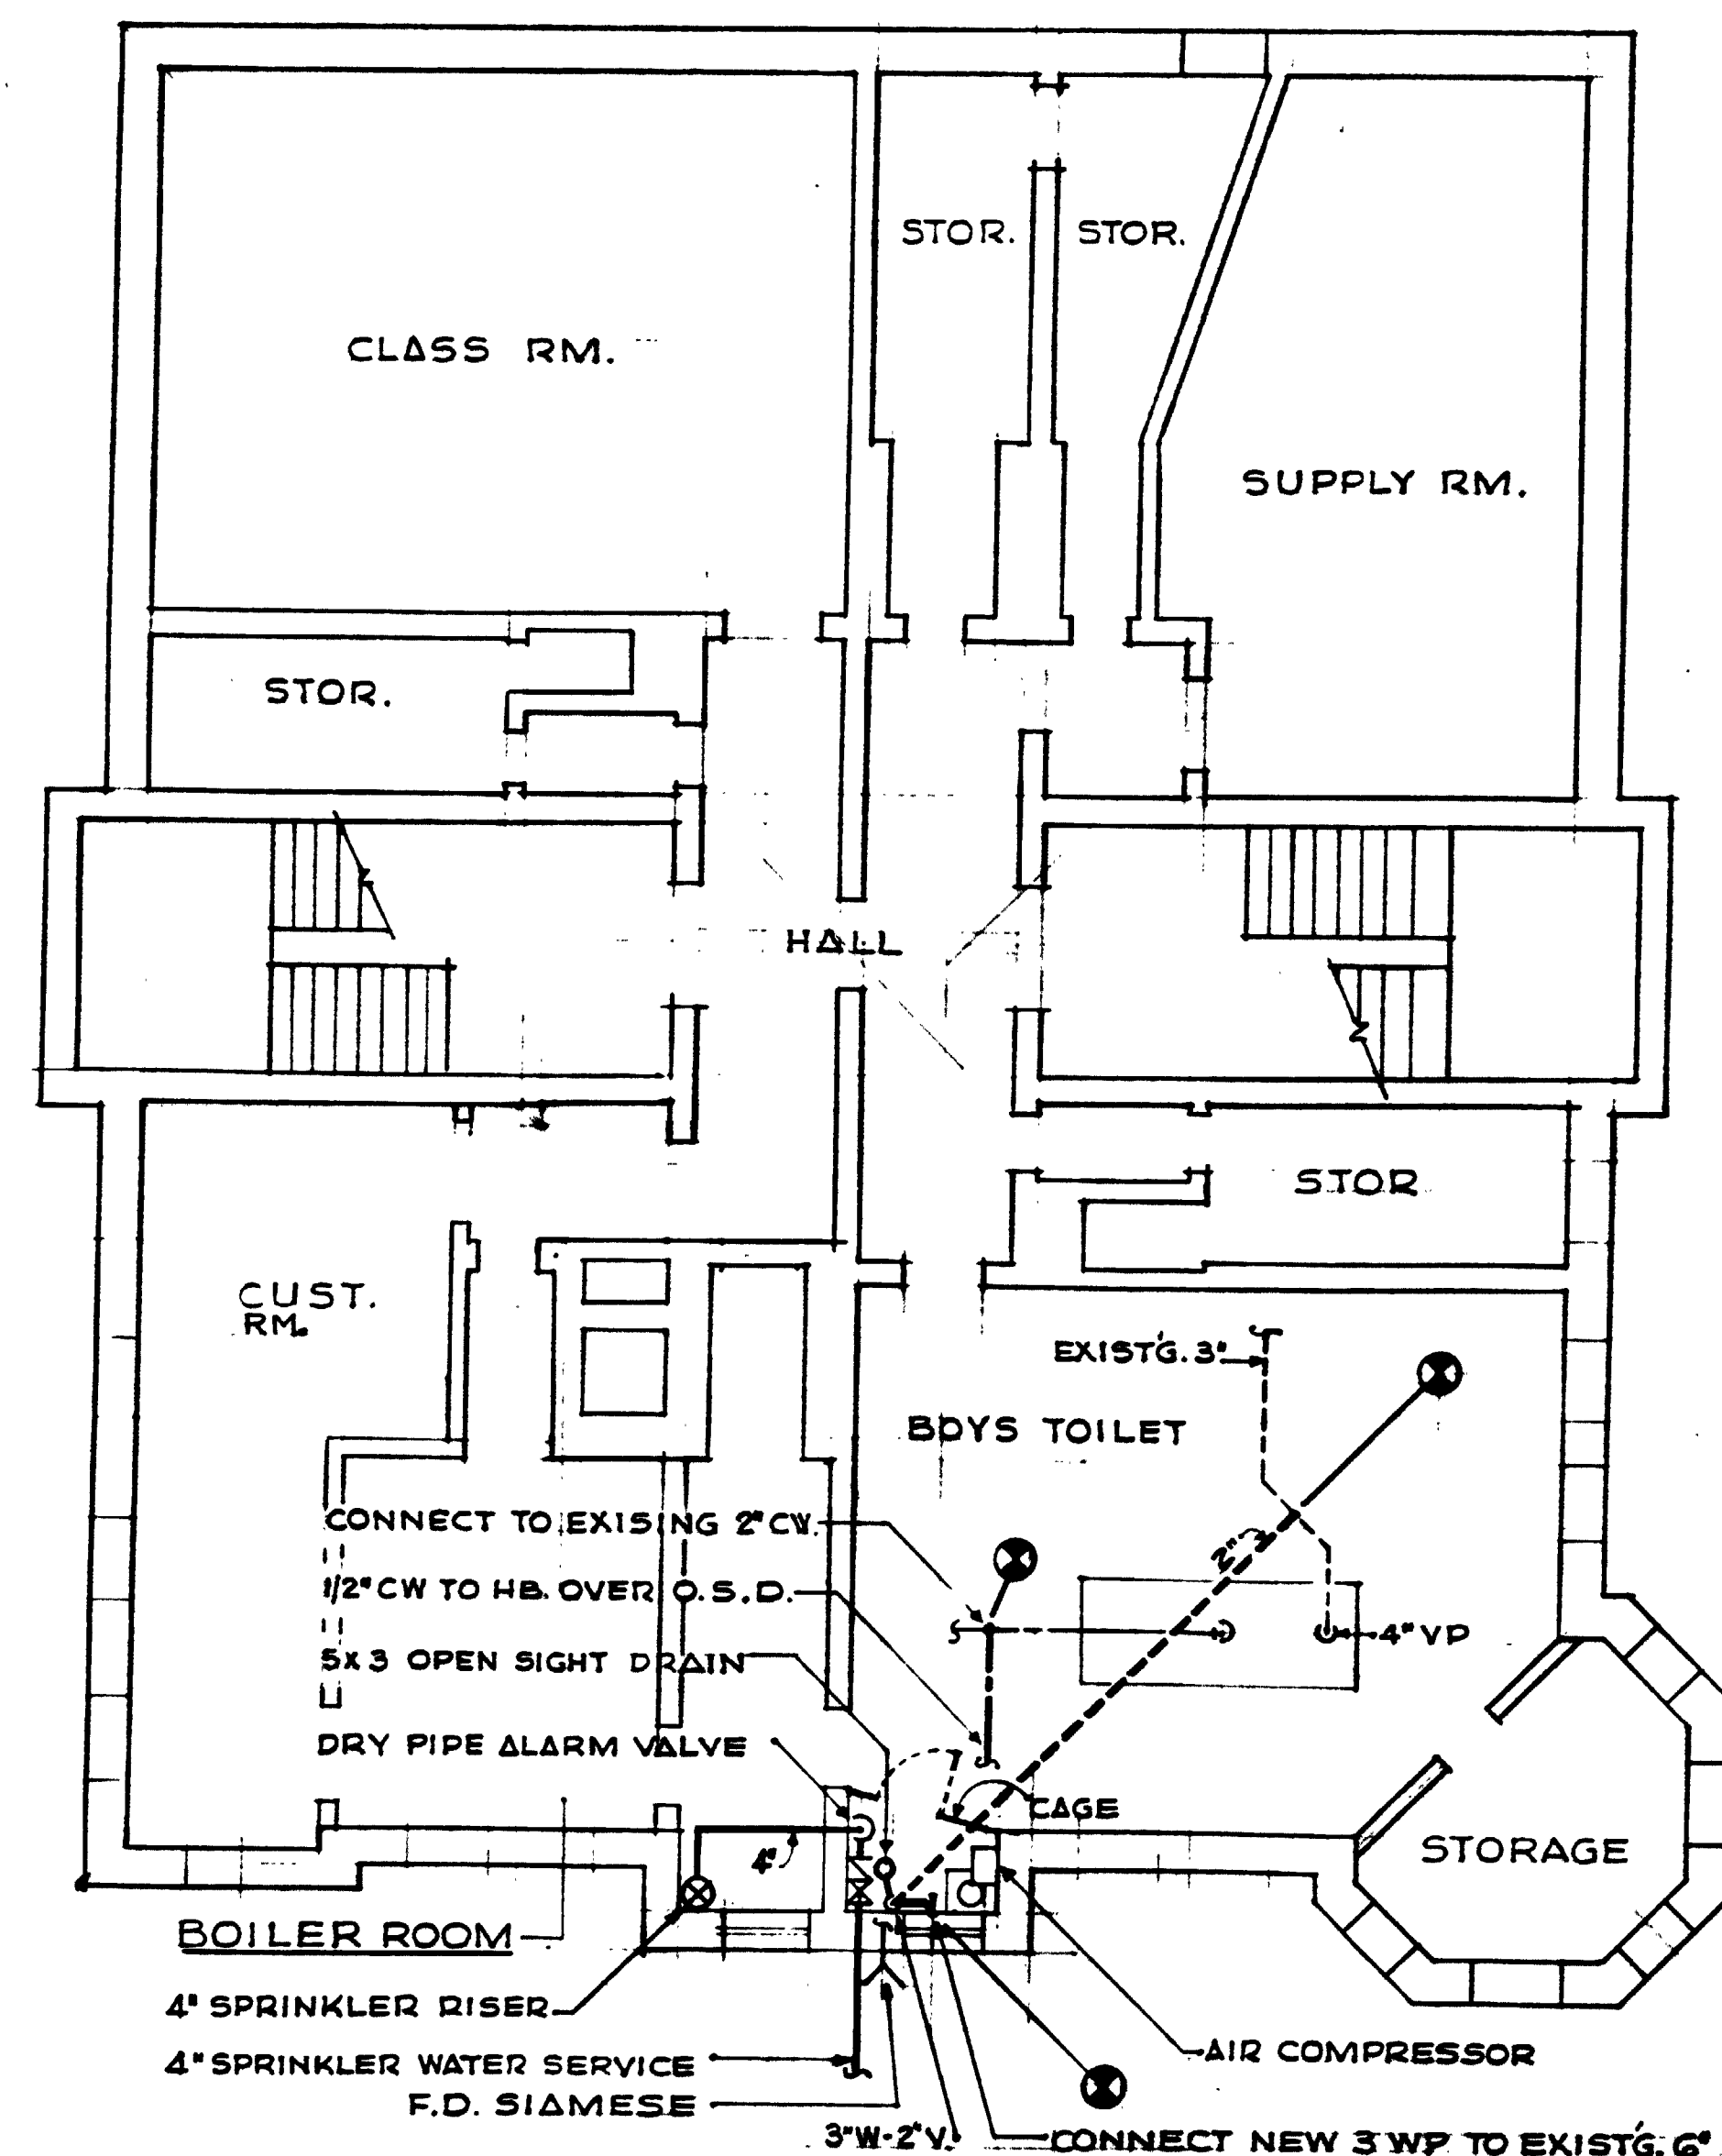 STOR.
STOR.
CLASS RM.
SUPPLY RM.
STOR.
HALL
STOR
CUST.
RM.
EXIST'G. 3"
BOYS TOILET
CONNECT TO EXISING 2" CW.
2"
1/2" CW TO HB. OVER O.S.D.
4" VP
5X3 OPEN SIGHT DRAIN
DRY PIPE ALARM VALVE
CAGE
4"
STORAGE
BOILER ROOM
4" SPRINKLER RISER
AIR COMPRESSOR
4" SPRINKLER WATER SERVICE
F.D. SIAMESE
3"W-2"V.
CONNECT NEW 3 WP TO EXIST'G. 6"